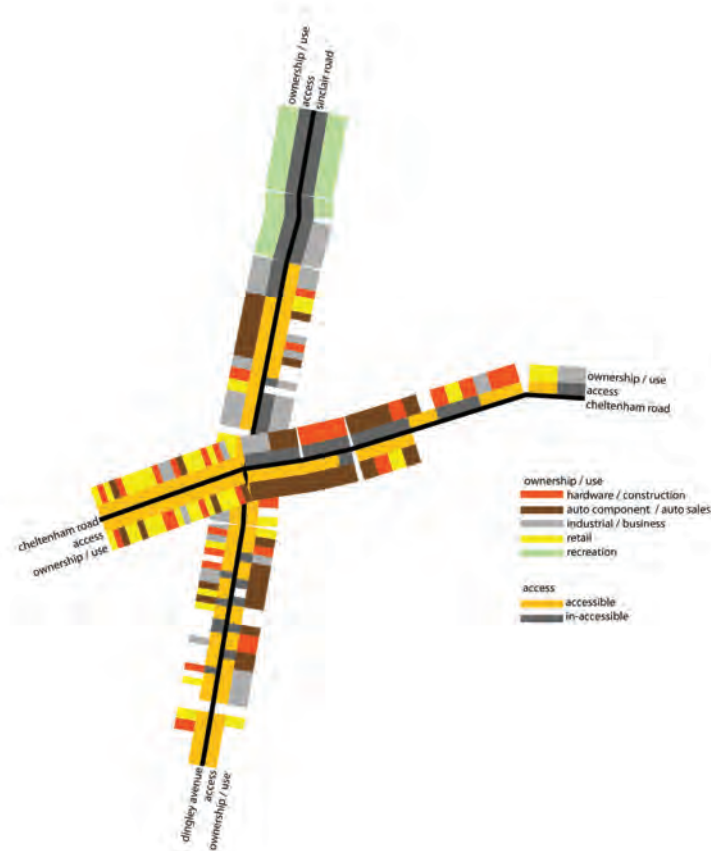 ownership / use
access
sinclair road
ownership / use
access
cheltenham road
cheltenham road
access
ownership / use
ownership / use
hardware / construction
auto component / auto sales
industrial / business
retail
recreation
access
accessible
in-accessible
dingley avenue
access
ownership / use